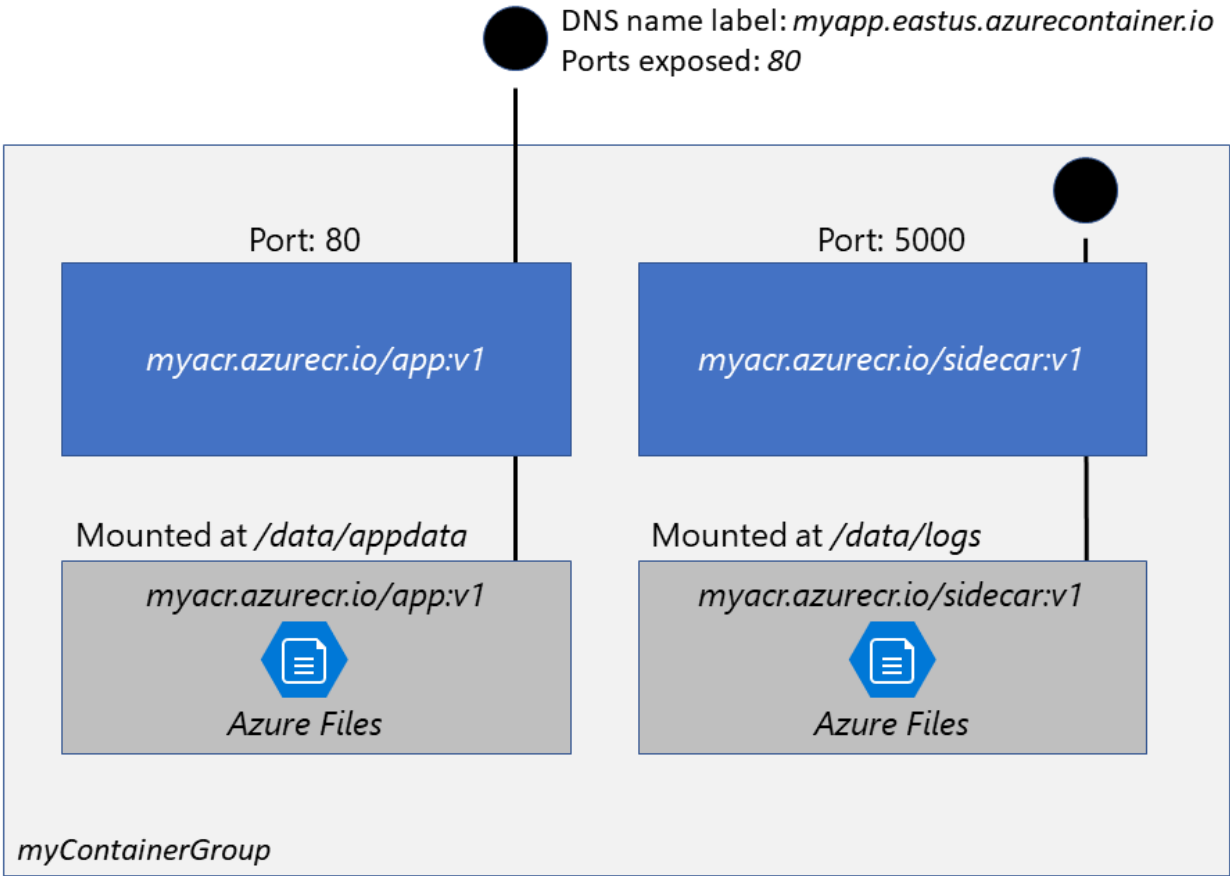 DNS name label: myapp.eastus.azurecontainer.io
Ports exposed: 80
Port: 80
Port: 5000
myacr.azurecr.io/app:v1
myacr.azurecr.io/sidecar:v1
Mounted at /data/appdata
Mounted at /data/logs
myacr.azurecr.io/app:v1
myacr.azurecr.io/sidecar:v1
Azure Files
Azure Files
myContainerGroup